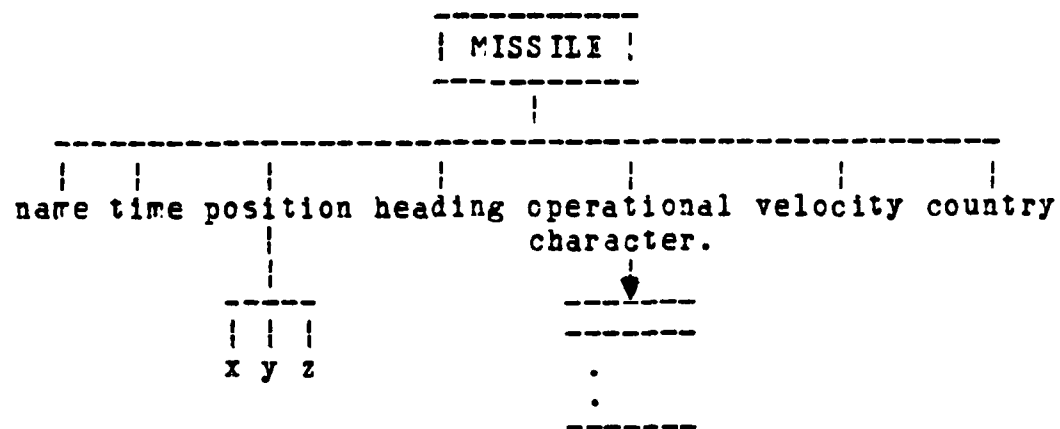 MISSILE
name time position heading operational velocity country
character.
x y z